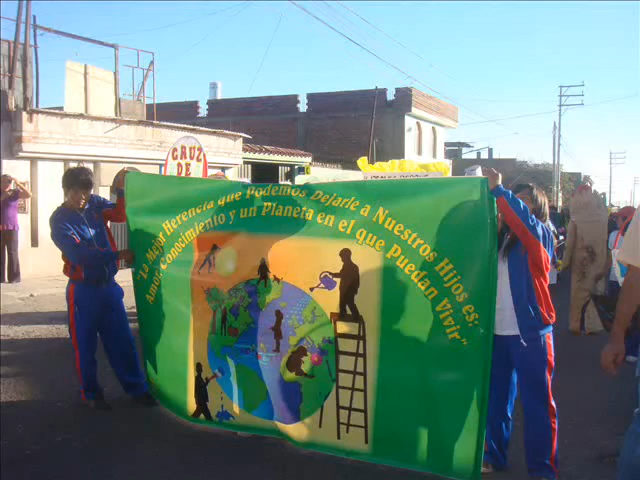 CRUZ
DE
"La Mejor Herencia que Podemos Dejarle a Nuestros Hijos es:
Amor, Conocimiento y un Planeta en el que Puedan Vivir"